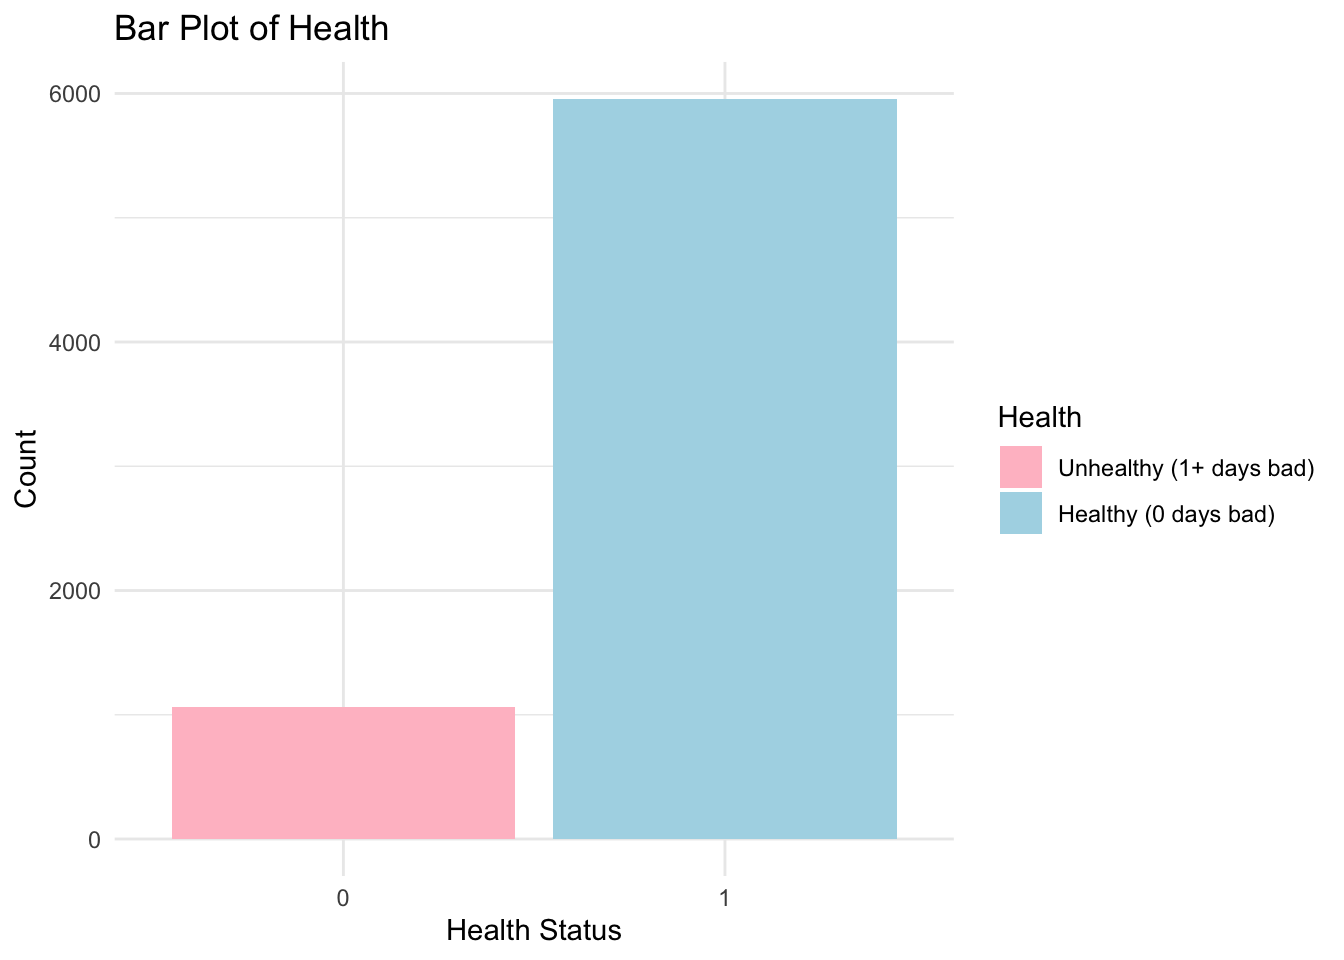 Bar Plot of Health
6000
4000
2000
0
Count
0
1
Health Status
Health
Unhealthy (1+ days bad)
Healthy (0 days bad)